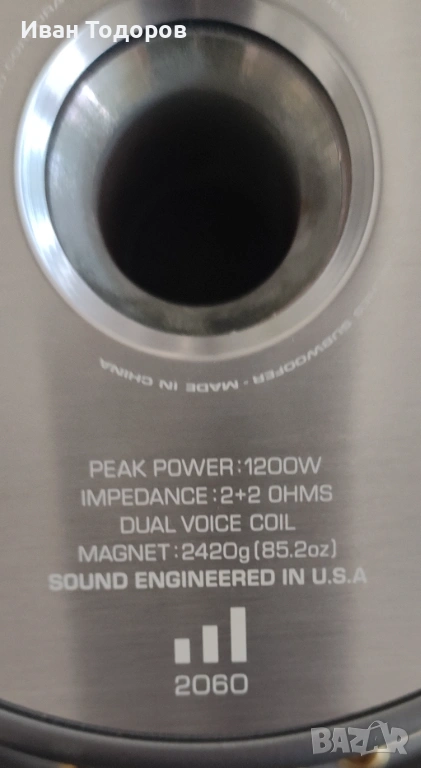 Иван Тодоров
SUBWOOFER • MADE IN CHINA
PEAK POWER:1200W
IMPEDANCE:2+2 OHMS
DUAL VOICE COIL
MAGNET:2420g(85.2oz)
SOUND ENGINEERED IN U.S.A
2060
BAZAR